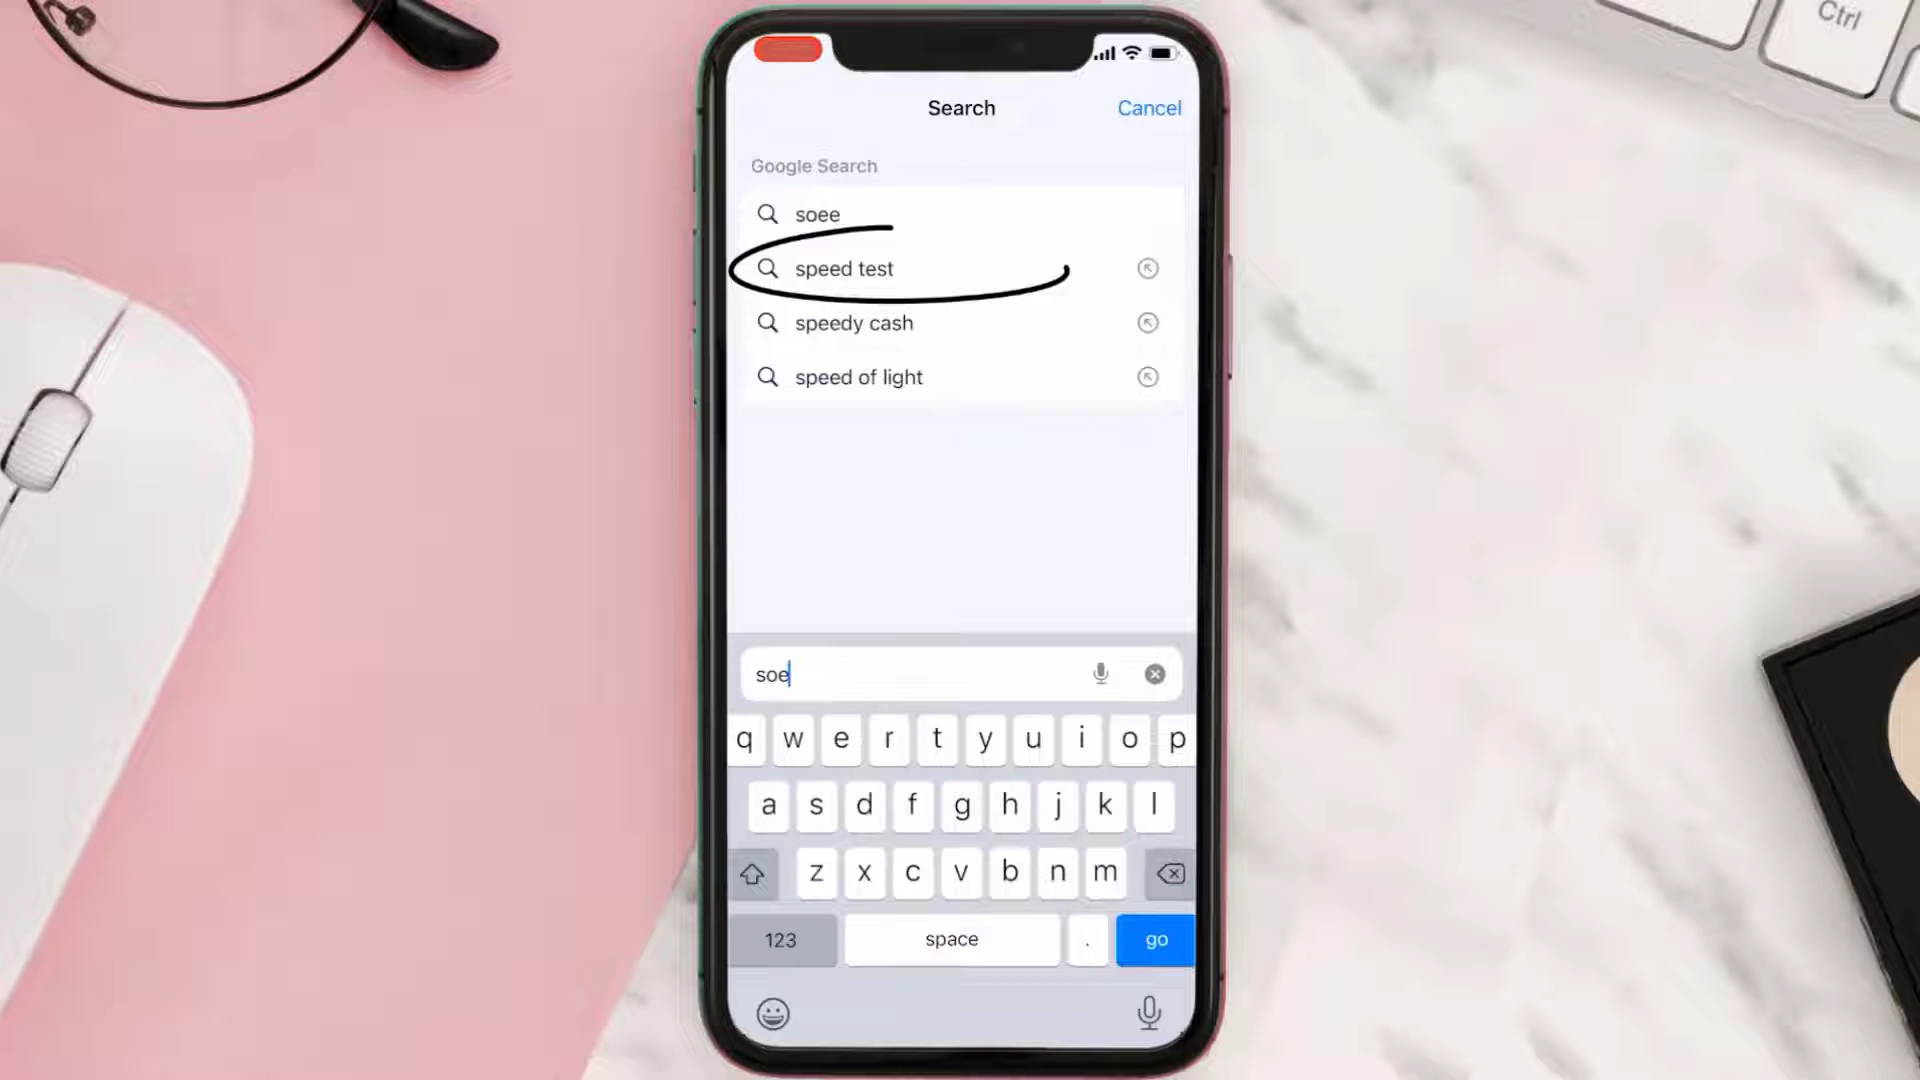 Ctrl
Search
Cancel
Google Search
soee
speed test
speedy cash
speed of light
soe
q w e r t y u i o p
a s d f g h j k l
z x c v b n m
123 space . go